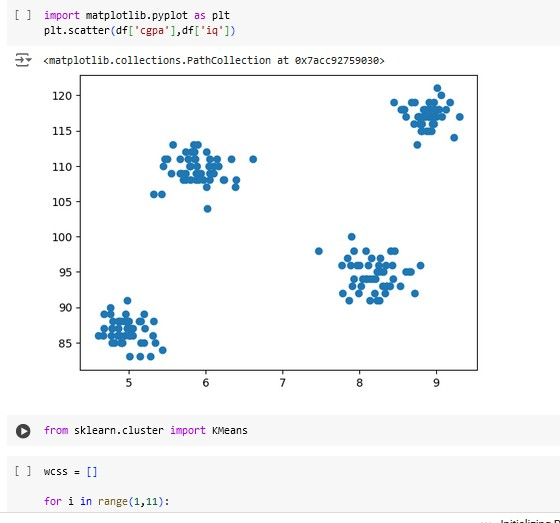 [ ] import matplotlib.pyplot as plt
plt.scatter(df['cgpa'],df['iq'])
<matplotlib.collections.PathCollection at 0x7acc92759030>
120
115
110
105
100
95
90
85
5 6 7 8 9
from sklearn.cluster import KMeans
[ ] wcss = []
for i in range(1,11):